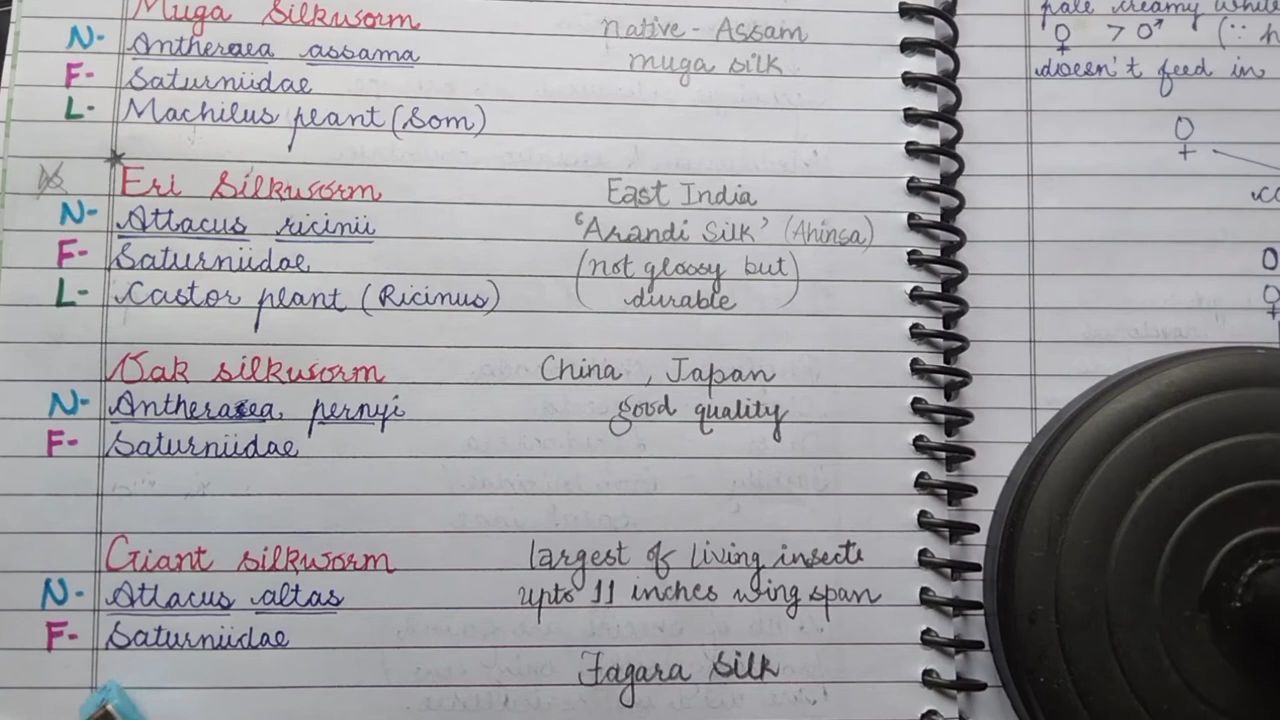 Muga Silkworm native - Assam
N- Antheraea assama muga silk
F- Saturniidae
L- Machilus plant (Som)
Eri Silkworm East India
N- Attacus ricinii 'Arandi Silk' (Ahinsa)
F- Saturniidae (not glossy but
L- Castor plant (Ricinus) durable)
Oak silkworm China, Japan
N- Antheraea pernyi good quality
F- Saturniidae
Giant silkworm largest of living insects
N- Attacus altas upto 11 inches wing span
F- Saturniidae
Fagara Silk
pale creamy white
♀ > ♂ (∵ h
doesn't feed in
♀